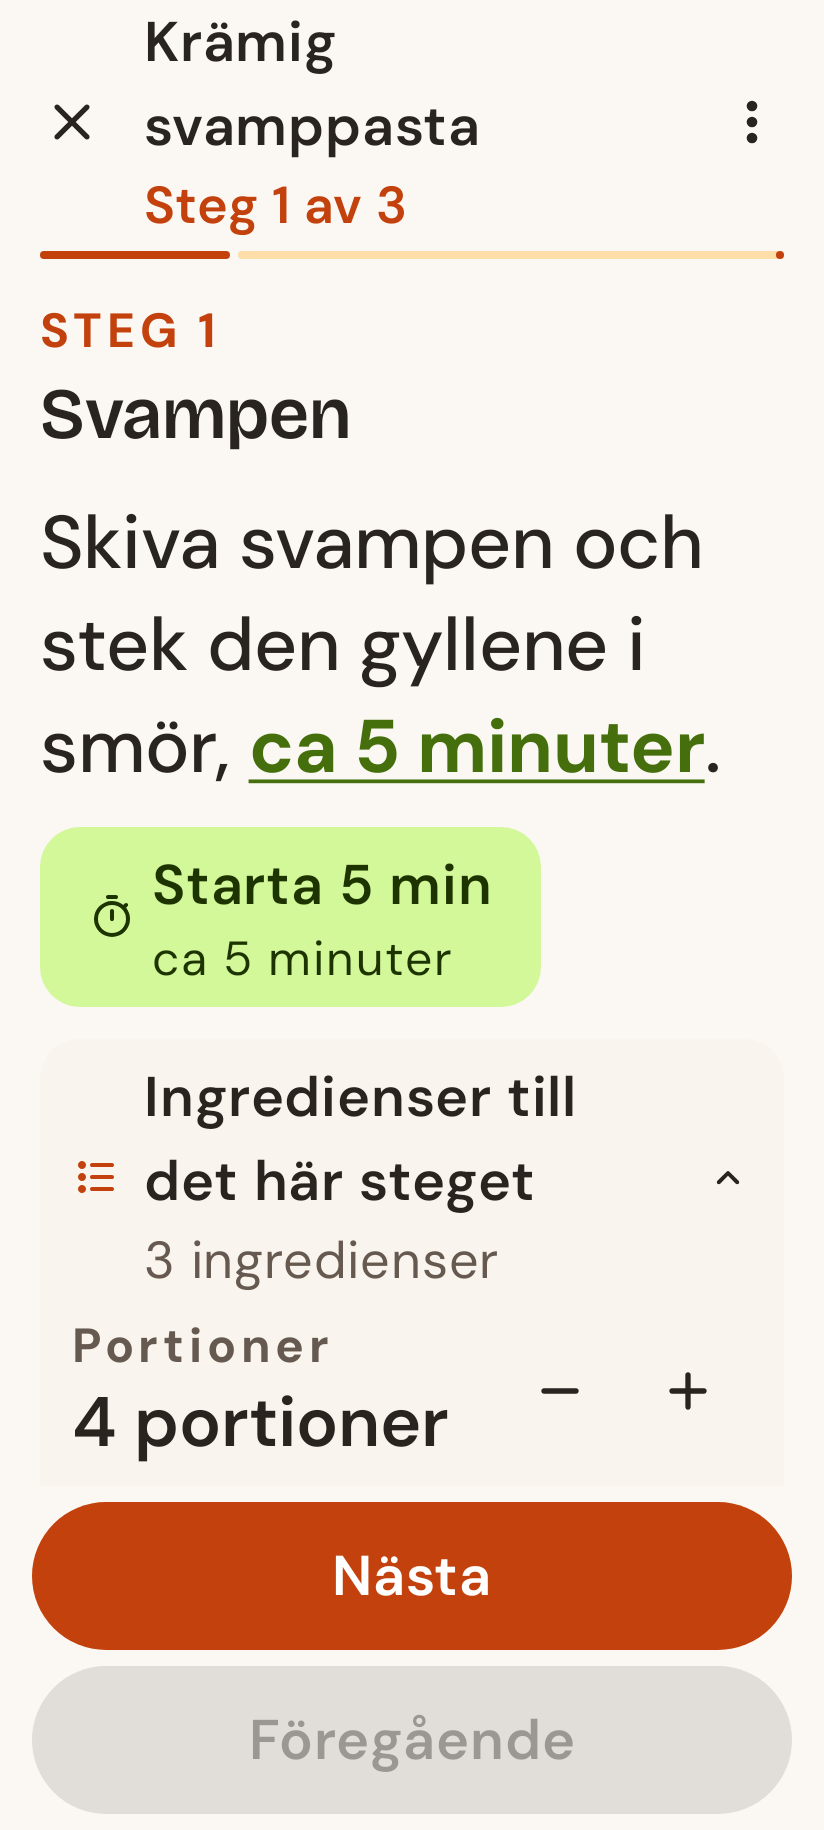 Krämig
svamppasta
Steg 1 av 3
STEG 1
Svampen
Skiva svampen och
stek den gyllene i
smör, ca 5 minuter.
Starta 5 min
ca 5 minuter
Ingredienser till
det här steget
3 ingredienser
Portioner
4 portioner
Nästa
Föregående